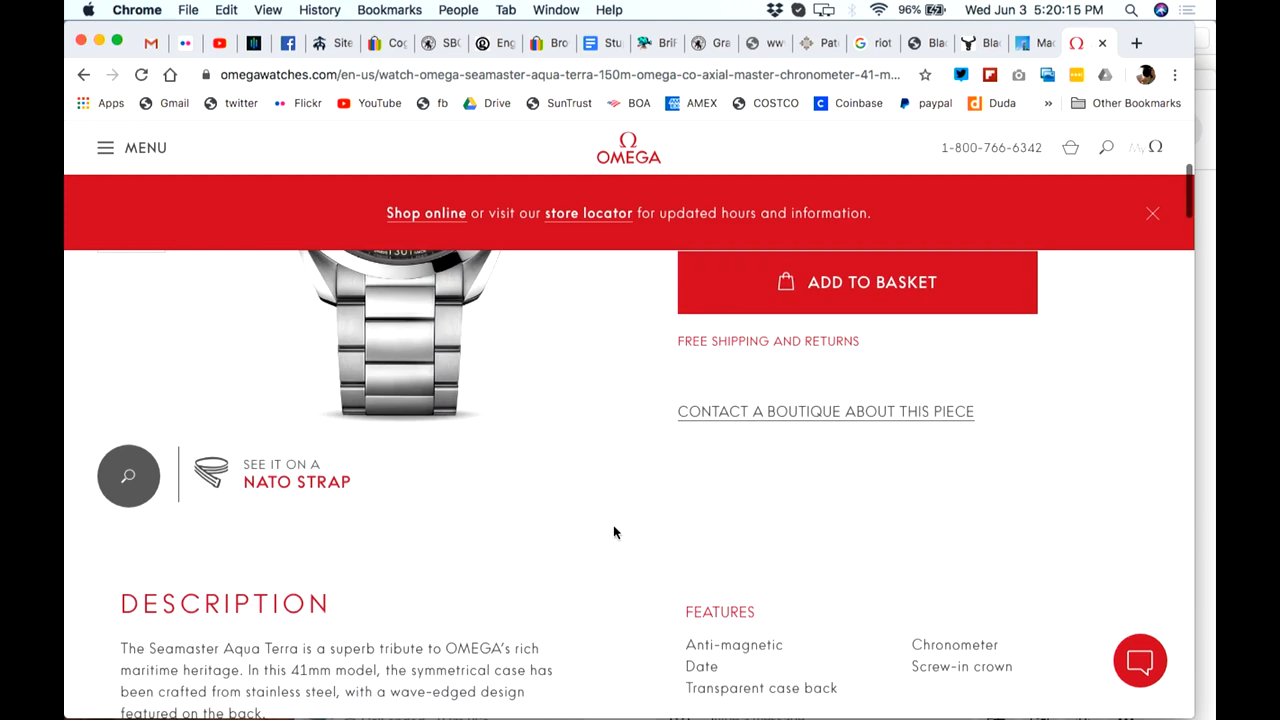 Chrome File Edit View History Bookmarks People Tab Window Help 96% Wed Jun 3 5:20:15 PM
Site Cog SBC Eng Bro Stu BriF Gra ww Pat riot Bla Bla Mac
omegawatches.com/en-us/watch-omega-seamaster-aqua-terra-150m-omega-co-axial-master-chronometer-41-m...
Apps Gmail twitter Flickr YouTube fb Drive SunTrust BOA AMEX COSTCO Coinbase paypal Duda » Other Bookmarks
MENU Ω OMEGA 1-800-766-6342 My Ω
Shop online or visit our store locator for updated hours and information.
ADD TO BASKET
FREE SHIPPING AND RETURNS
CONTACT A BOUTIQUE ABOUT THIS PIECE
SEE IT ON A
NATO STRAP
DESCRIPTION
The Seamaster Aqua Terra is a superb tribute to OMEGA's rich
maritime heritage. In this 41mm model, the symmetrical case has
been crafted from stainless steel, with a wave-edged design
featured on the back.
FEATURES
Anti-magnetic Chronometer
Date Screw-in crown
Transparent case back